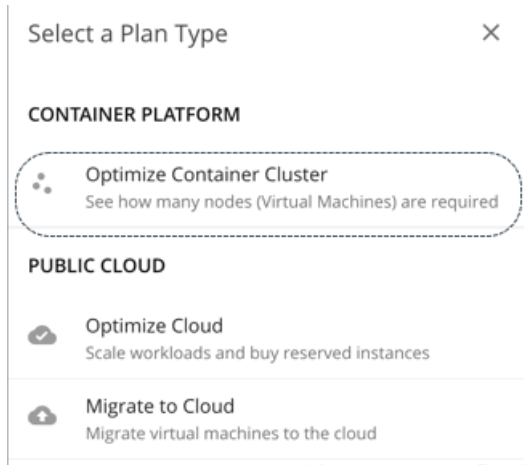 Select a Plan Type
CONTAINER PLATFORM
Optimize Container Cluster
See how many nodes (Virtual Machines) are required
PUBLIC CLOUD
Optimize Cloud
Scale workloads and buy reserved instances
Migrate to Cloud
Migrate virtual machines to the cloud